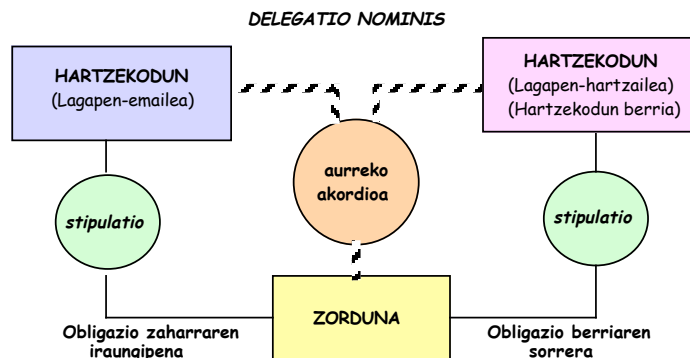 DELEGATIO NOMINIS
HARTZEKODUN
(Lagapen-emailea)
HARTZEKODUN
(Lagapen-hartzailea)
(Hartzekodun berria)
aurreko
akordioa
stipulatio
stipulatio
ZORDUNA
Obligazio zaharraren
iraungipena
Obligazio berriaren
sorrera